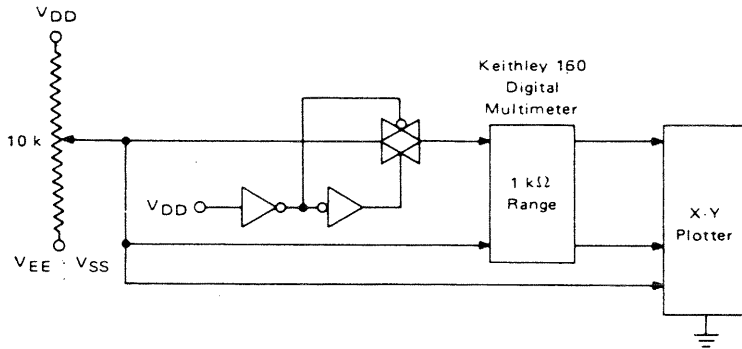 VDD
10 k
VEE : VSS
VDD
Keithley 160
Digital
Multimeter
1 kΩ
Range
X-Y
Plotter